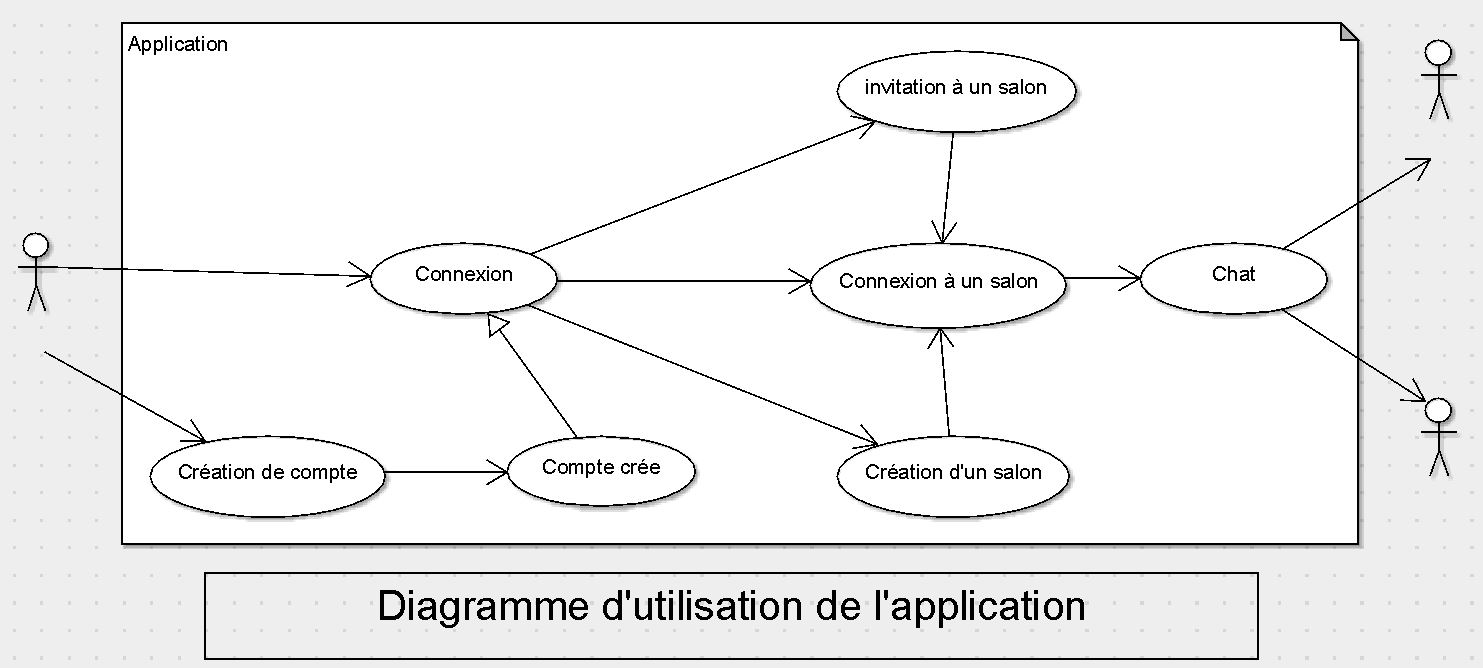 Application
invitation à un salon
Connexion
Connexion à un salon
Chat
Création de compte
Compte crée
Création d'un salon
Diagramme d'utilisation de l'application